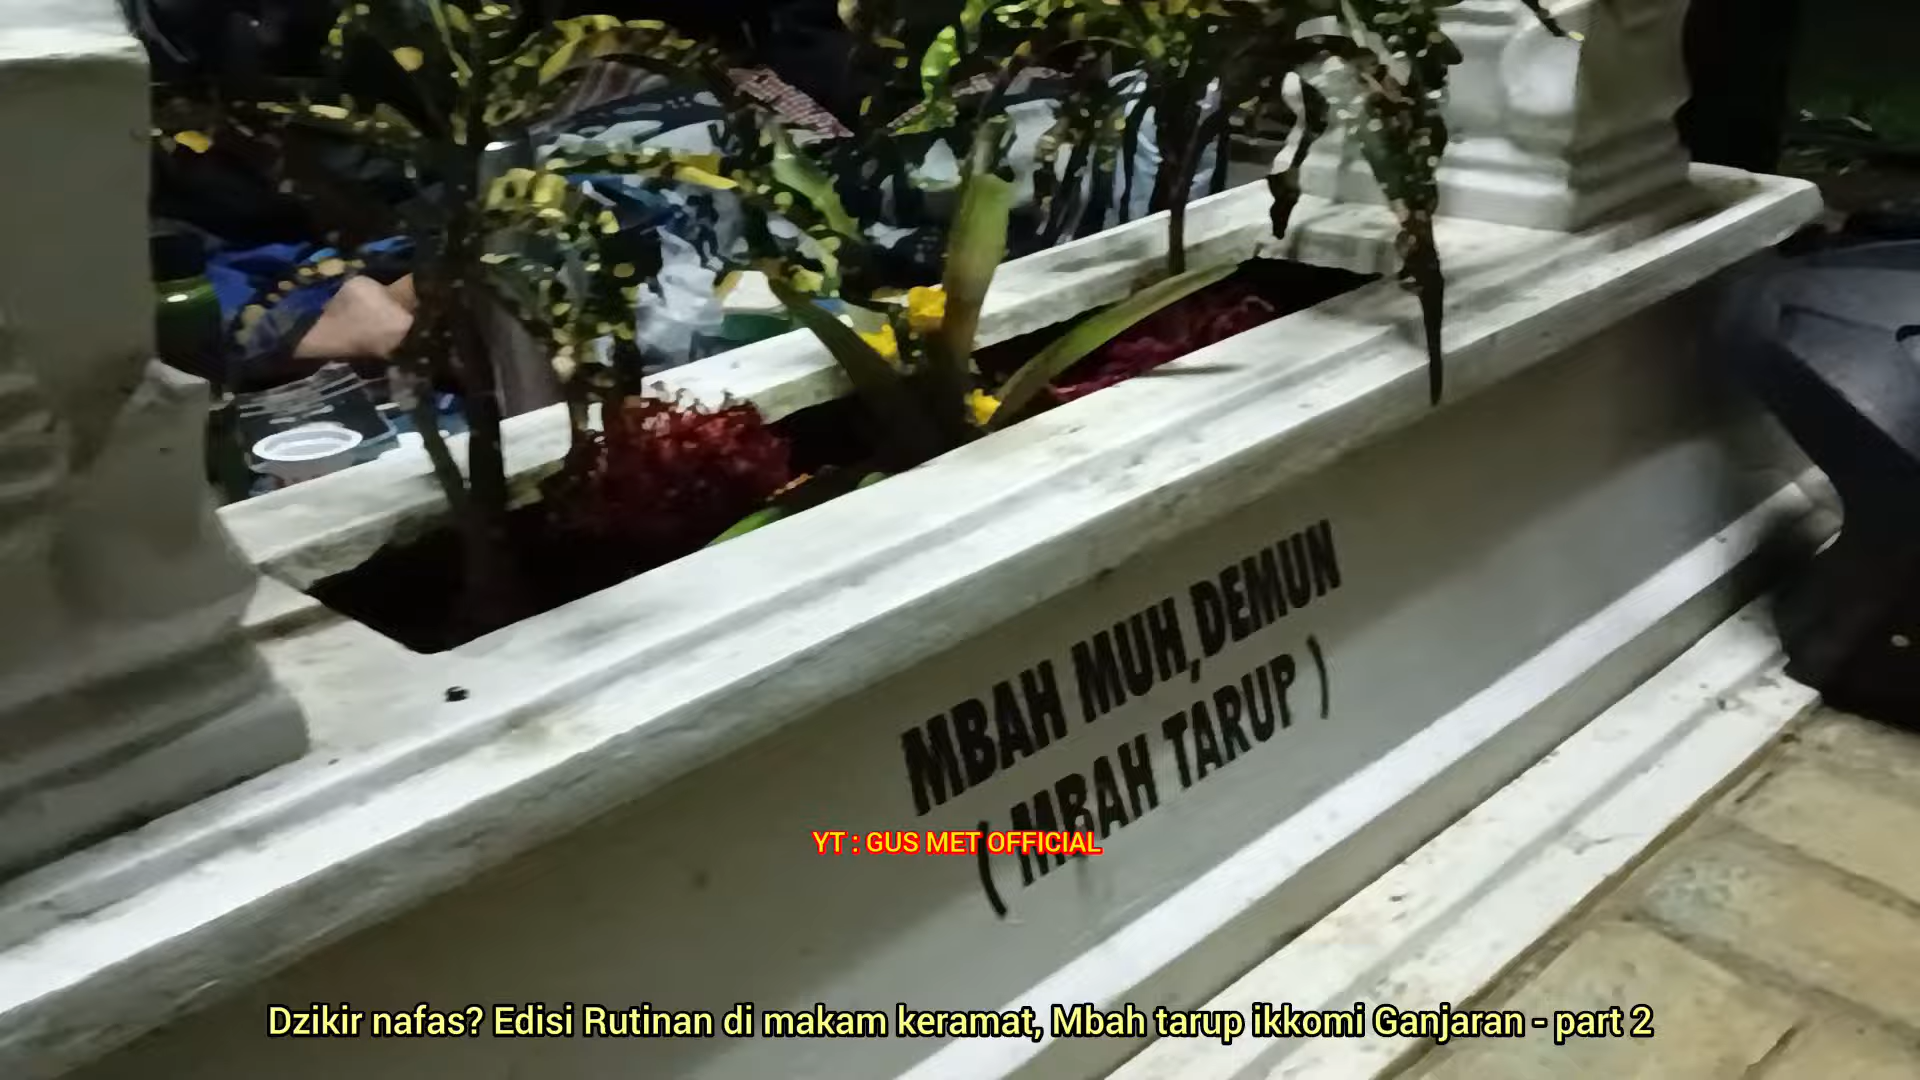 MBAH MUH,DEMUN
( MBAH TARUP )
YT : GUS MET OFFICIAL
Dzikir nafas? Edisi Rutinan di makam keramat, Mbah tarup ikkomi Ganjaran - part 2